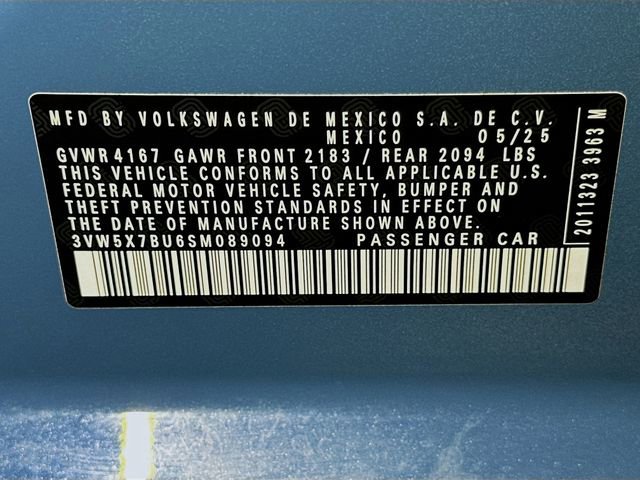 MFD BY VOLKSWAGEN DE MEXICO S.A. DE C.V.
MEXICO 05/25
GVWR 4167 GAWR FRONT 2183 / REAR 2094 LBS
THIS VEHICLE CONFORMS TO ALL APPLICABLE U.S.
FEDERAL MOTOR VEHICLE SAFETY, BUMPER AND
THEFT PREVENTION STANDARDS IN EFFECT ON
THE DATE OF MANUFACTURE SHOWN ABOVE.
3VW5X7BU6SM089094 PASSENGER CAR
2011323 3963 M